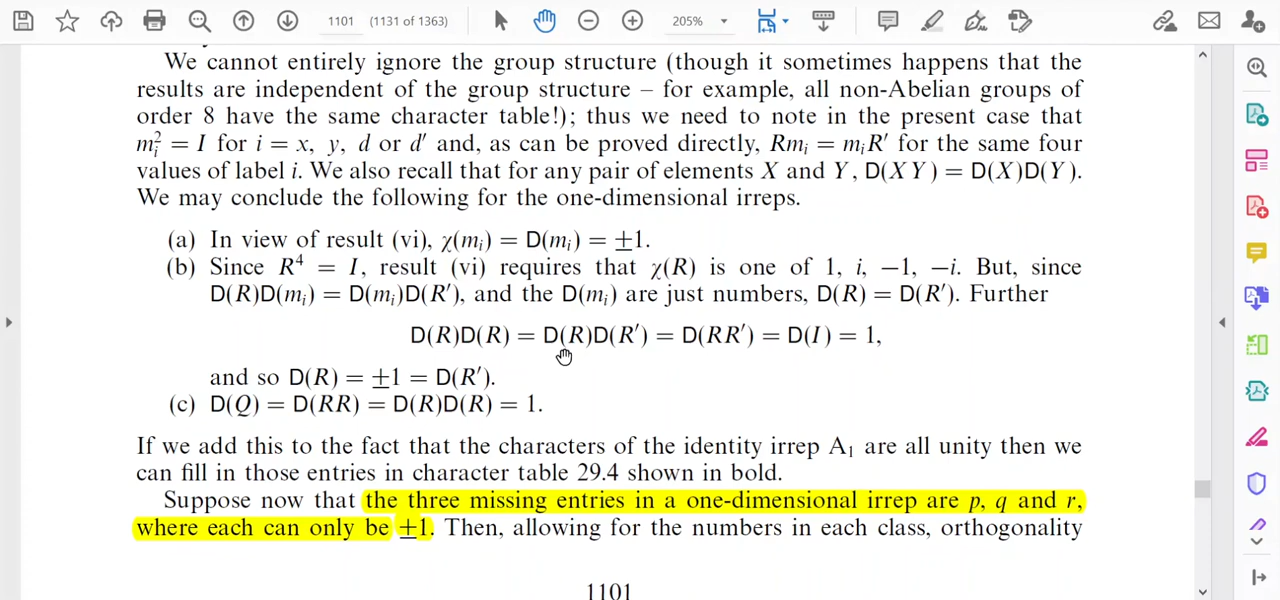 1101 (1131 of 1363) 205%
We cannot entirely ignore the group structure (though it sometimes happens that the
results are independent of the group structure – for example, all non-Abelian groups of
order 8 have the same character table!); thus we need to note in the present case that
m_i^2 = I for i = x, y, d or d′ and, as can be proved directly, Rm_i = m_iR′ for the same four
values of label i. We also recall that for any pair of elements X and Y, D(XY) = D(X)D(Y).
We may conclude the following for the one-dimensional irreps.
(a) In view of result (vi), χ(m_i) = D(m_i) = ±1.
(b) Since R^4 = I, result (vi) requires that χ(R) is one of 1, i, −1, −i. But, since
D(R)D(m_i) = D(m_i)D(R′), and the D(m_i) are just numbers, D(R) = D(R′). Further
D(R)D(R) = D(R)D(R′) = D(RR′) = D(I) = 1,
and so D(R) = ±1 = D(R′).
(c) D(Q) = D(RR) = D(R)D(R) = 1.
If we add this to the fact that the characters of the identity irrep A₁ are all unity then we
can fill in those entries in character table 29.4 shown in bold.
Suppose now that the three missing entries in a one-dimensional irrep are p, q and r,
where each can only be ±1. Then, allowing for the numbers in each class, orthogonality
1101